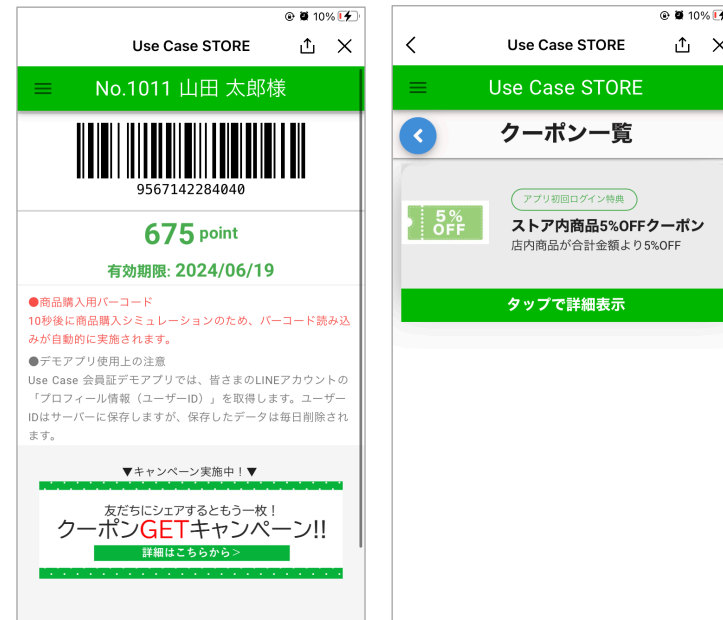 10%
Use Case STORE
No.1011 山田 太郎様
9567142284040
675 point
有効期限: 2024/06/19
●商品購入用バーコード
10秒後に商品購入シミュレーションのため、バーコード読み込
みが自動的に実施されます。
●デモアプリ使用上の注意
Use Case 会員証デモアプリでは、皆さまのLINEアカウントの
「プロフィール情報（ユーザーID）」を取得します。ユーザー
IDはサーバーに保存しますが、保存したデータは毎日削除され
ます。
▼キャンペーン実施中！▼
友だちにシェアするともう一枚！
クーポンGETキャンペーン!!
詳細はこちらから＞
10%
Use Case STORE
Use Case STORE
クーポン一覧
5%
OFF
アプリ初回ログイン特典
ストア内商品5%OFFクーポン
店内商品が合計金額より5%OFF
タップで詳細表示